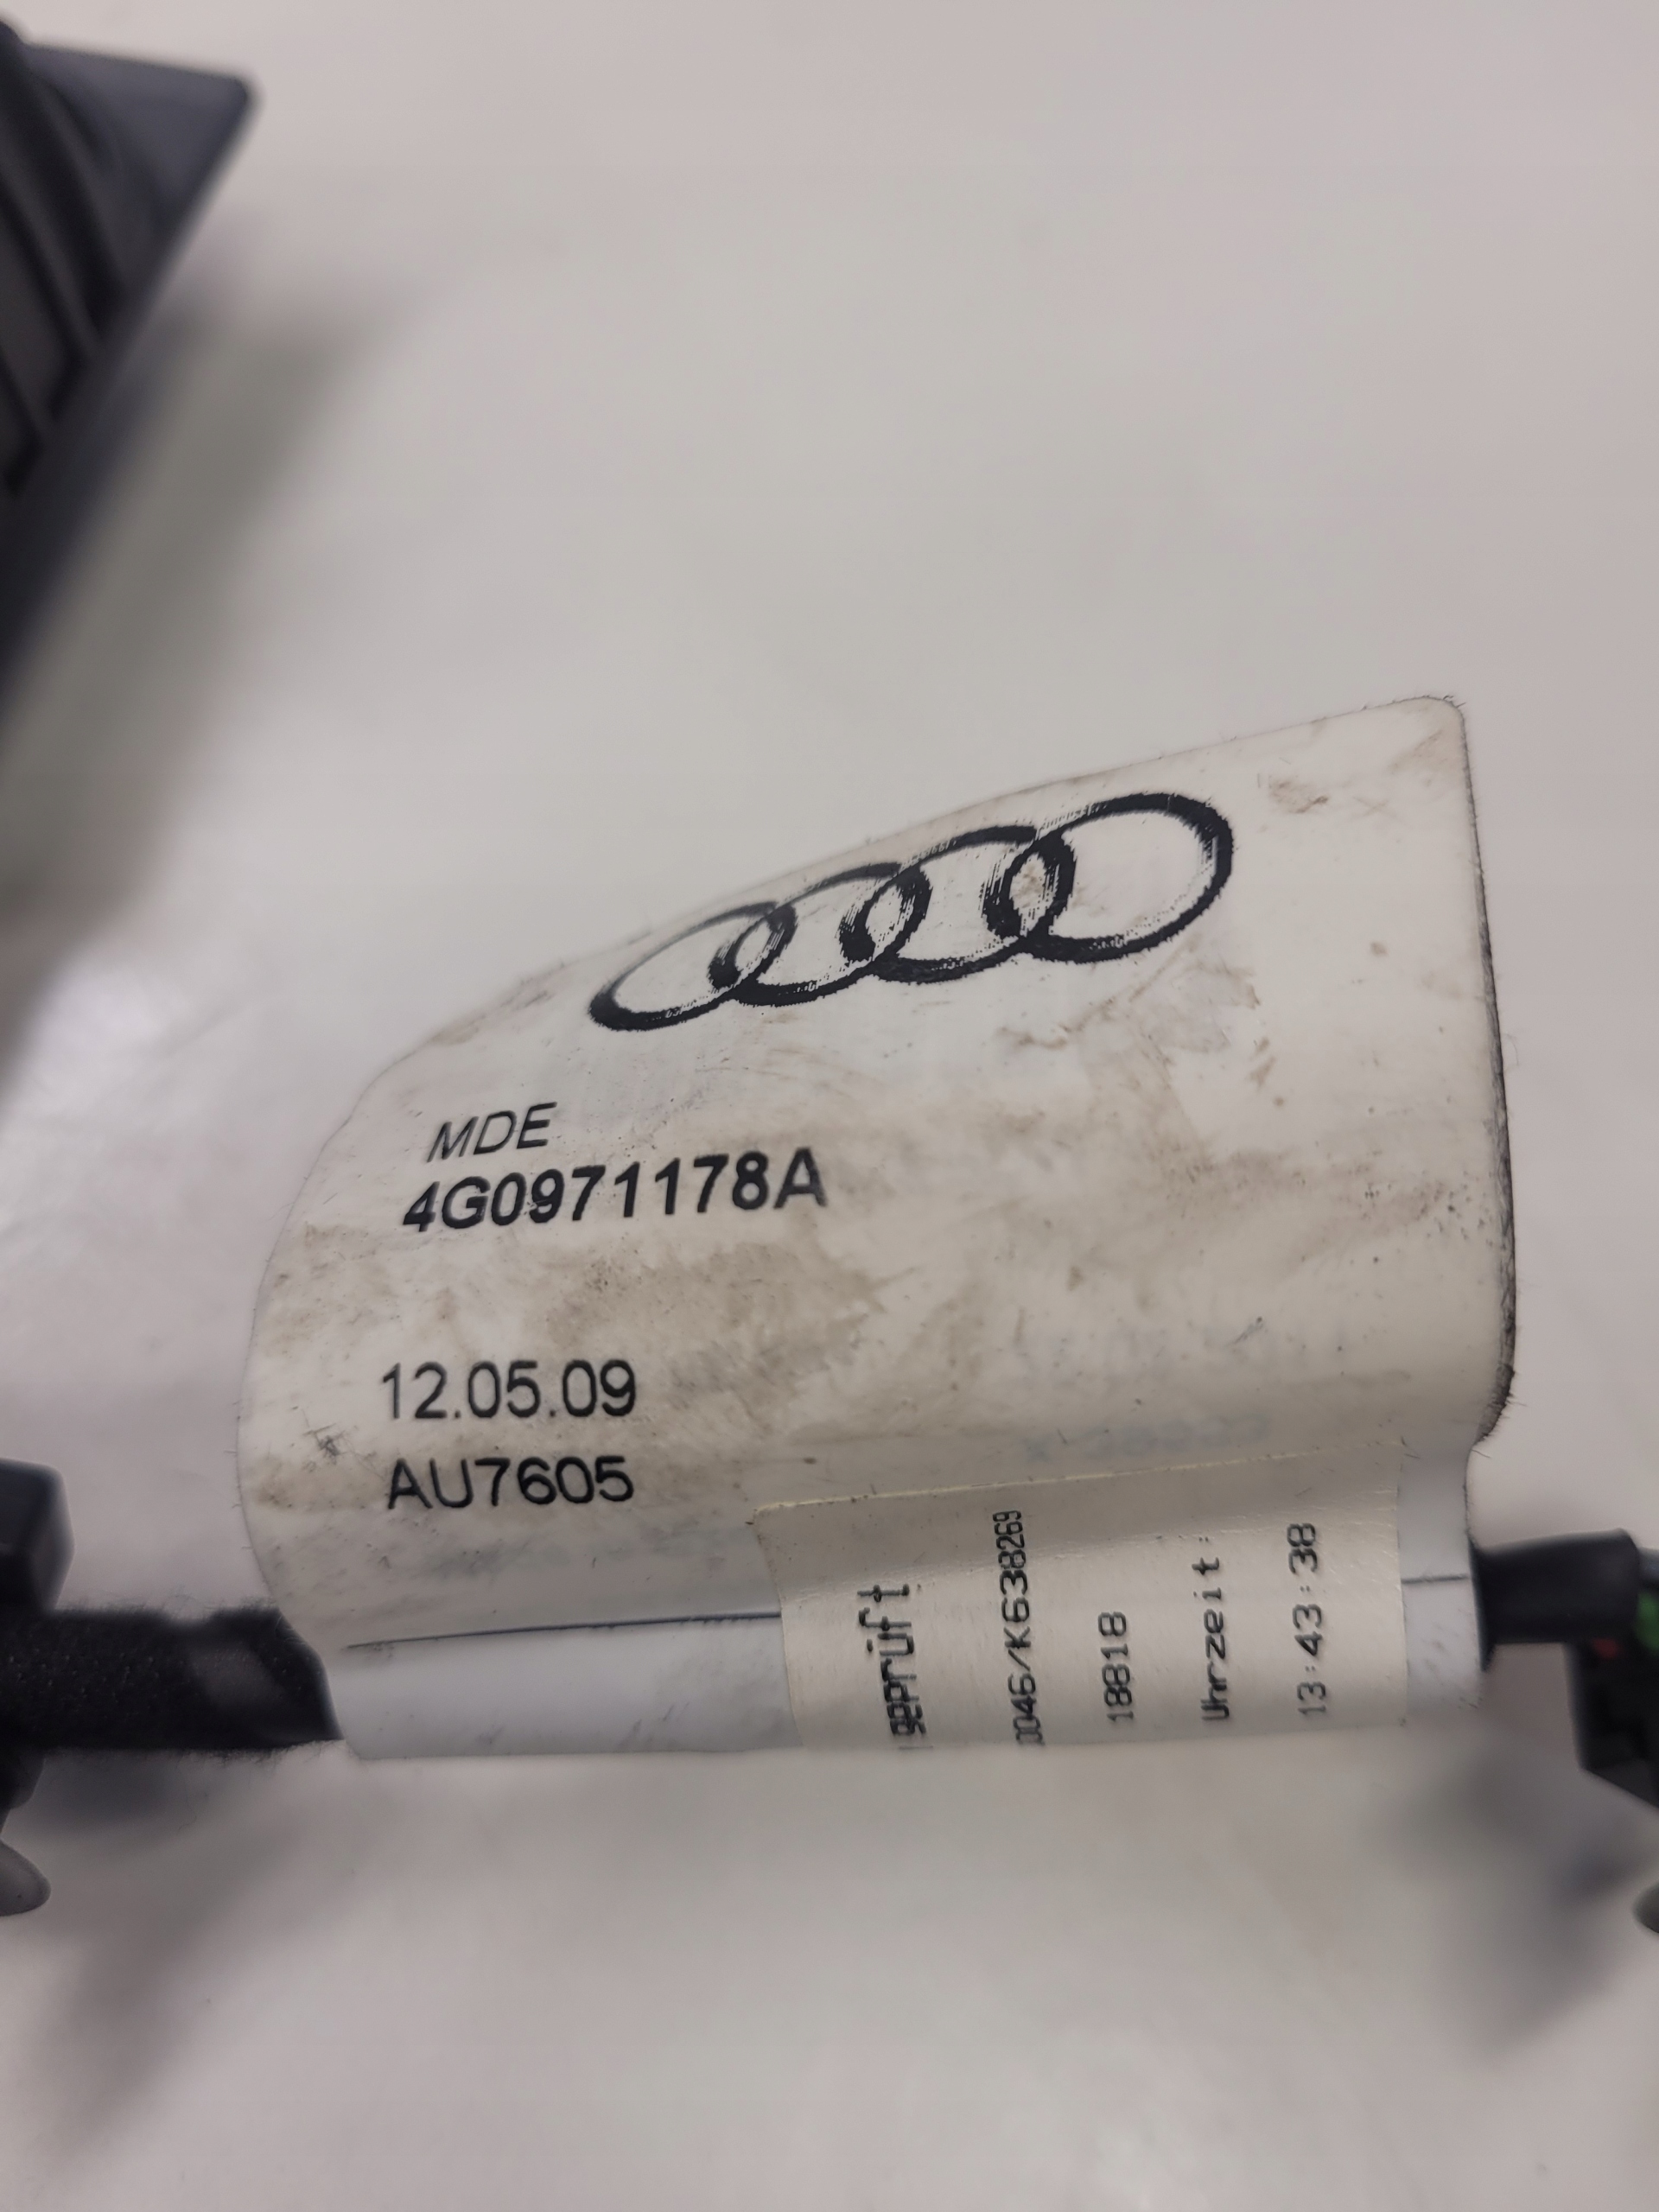 MDE
4G0971178A
12.05.09
AU7605
geprüft
0046/K638269
18818
Uhrzeit:
13:43:38